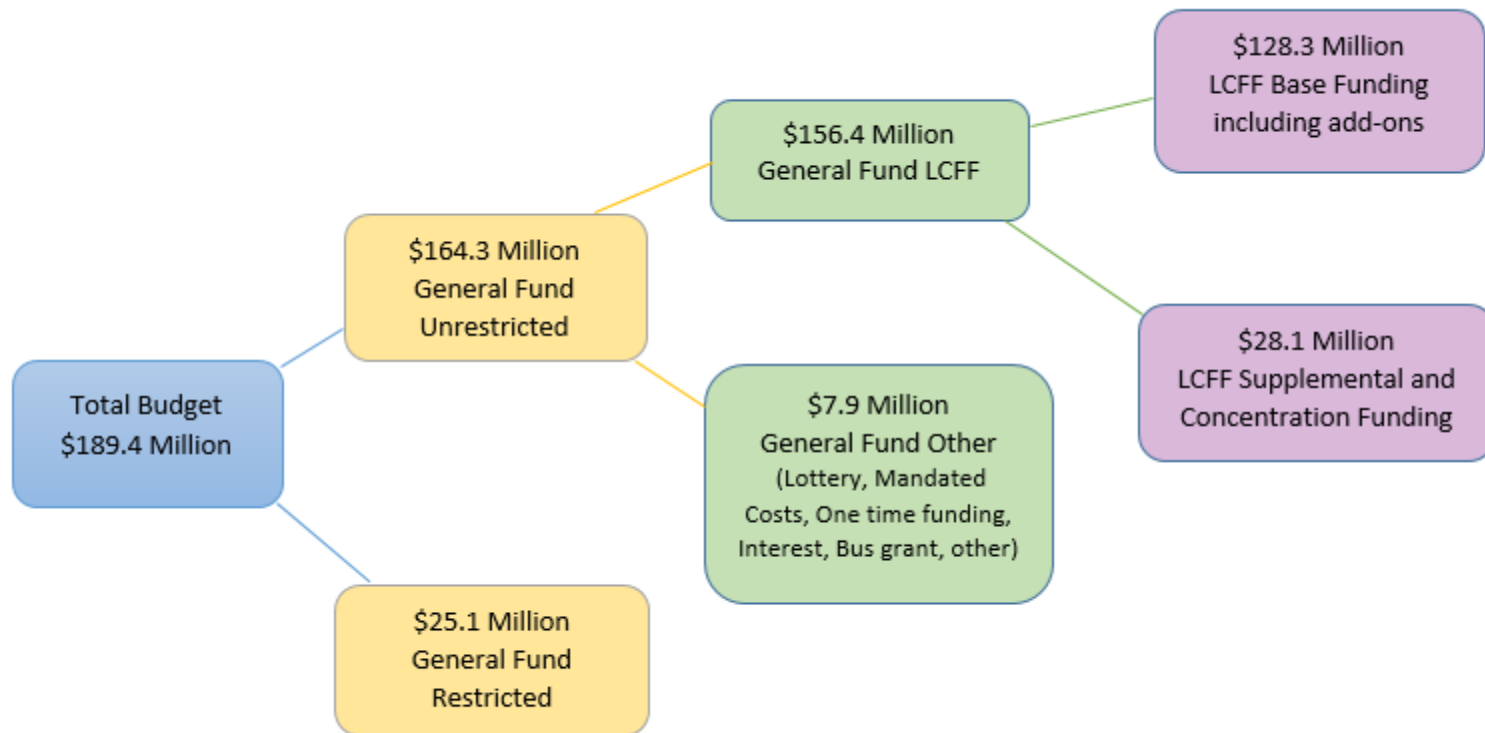 $128.3 Million
LCFF Base Funding
including add-ons
$156.4 Million
General Fund LCFF
$164.3 Million
General Fund
Unrestricted
$28.1 Million
LCFF Supplemental and
Concentration Funding
Total Budget
$189.4 Million
$7.9 Million
General Fund Other
(Lottery, Mandated
Costs, One time funding,
Interest, Bus grant, other)
$25.1 Million
General Fund
Restricted